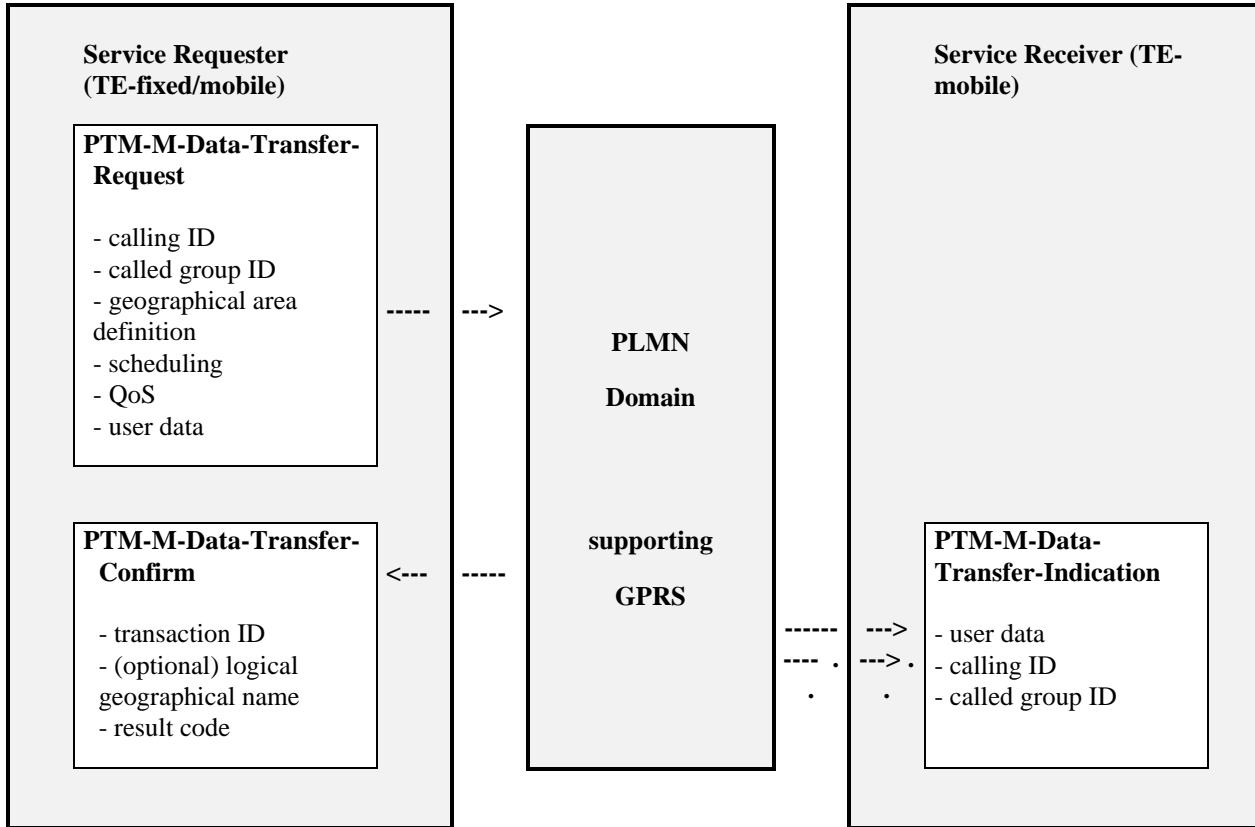 Service Requester
(TE-fixed/mobile)
PTM-M-Data-Transfer-
Request
- calling ID
- called group ID
- geographical area
definition
- scheduling
- QoS
- user data
----- --->
PTM-M-Data-Transfer-
Confirm
- transaction ID
- (optional) logical
geographical name
- result code
<--- -----
PLMN
Domain
supporting
GPRS
------ --->
---- . ---> .
. .
Service Receiver (TE-
mobile)
PTM-M-Data-
Transfer-Indication
- user data
- calling ID
- called group ID